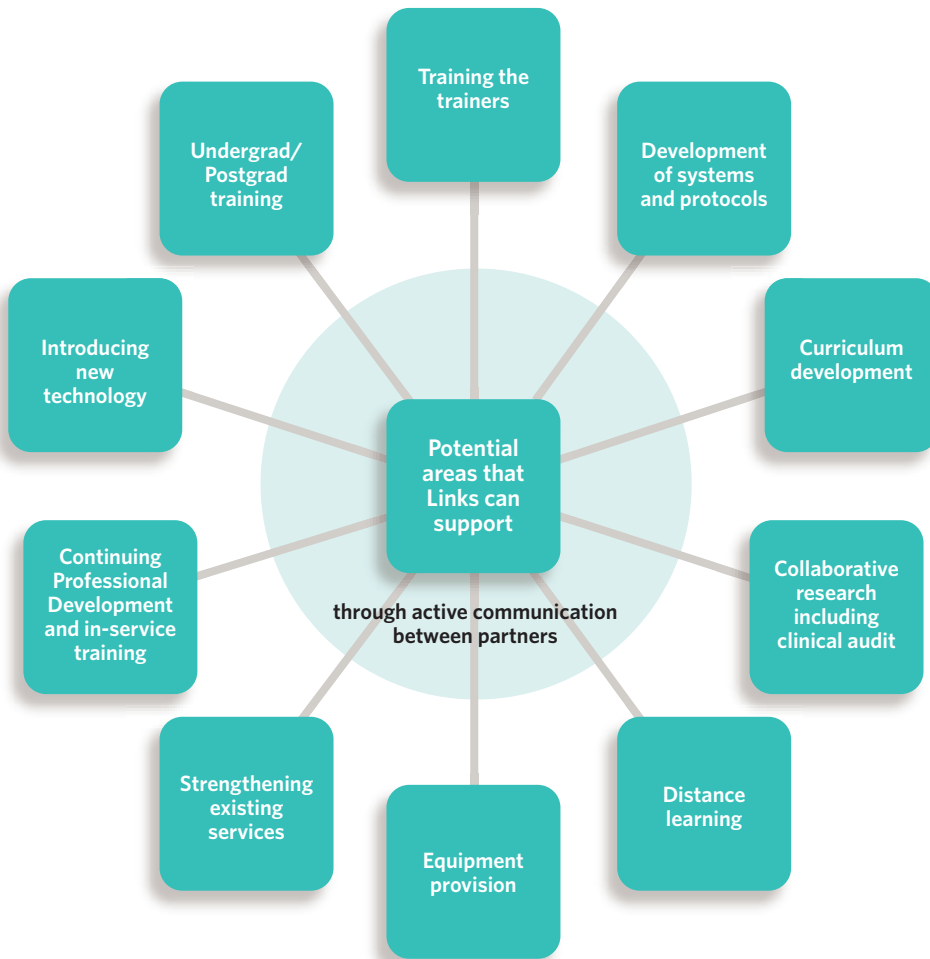 Training the
trainers
Undergrad/
Postgrad
training
Development
of systems
and protocols
Introducing
new
technology
Curriculum
development
Potential
areas that
Links can
support
through active communication
between partners
Continuing
Professional
Development
and in-service
training
Collaborative
research
including
clinical audit
Strengthening
existing
services
Distance
learning
Equipment
provision